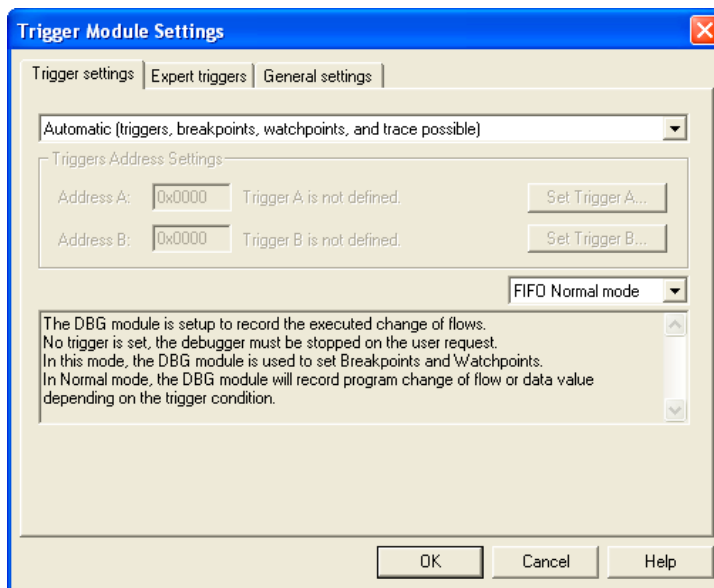 Trigger Module Settings
Trigger settings Expert triggers General settings
Automatic (triggers, breakpoints, watchpoints, and trace possible)
Triggers Address Settings
Address A: 0x0000 Trigger A is not defined. Set Trigger A...
Address B: 0x0000 Trigger B is not defined. Set Trigger B...
FIFO Normal mode
The DBG module is setup to record the executed change of flows.
No trigger is set, the debugger must be stopped on the user request.
In this mode, the DBG module is used to set Breakpoints and Watchpoints.
In Normal mode, the DBG module will record program change of flow or data value
depending on the trigger condition.
OK Cancel Help